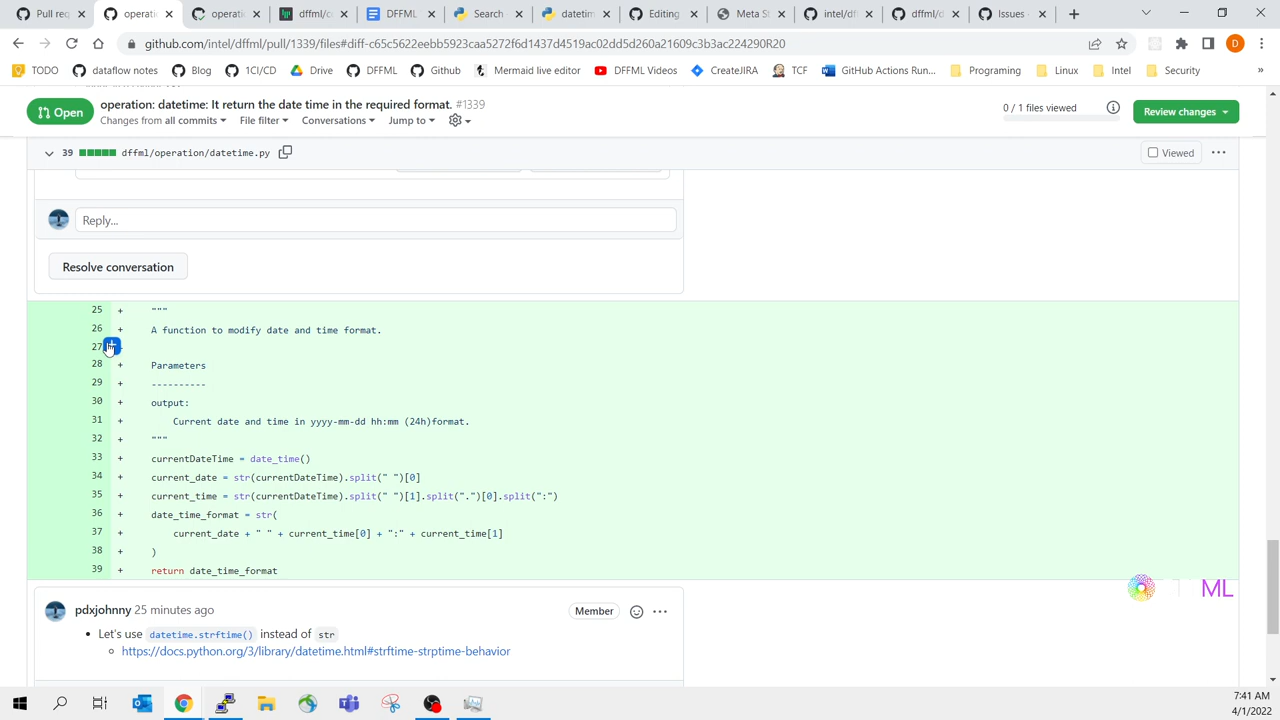 Pull req
operation
operation
dffml/c
DFFML
Search
datetim
Editing
Meta St
intel/df
dffml/d
Issues
github.com/intel/dffml/pull/1339/files#diff-c65c5622eebb5
TODO
dataflow notes
Blog
1CI/CD
Drive
DFFML
Github
Mermaid live editor
DFFML Videos
CreateJIRA
TCF
GitHub Actions Run...
Programing
Linux
Intel
Security
»
Open
operation: datetime: It return the date time in the required format. #1339
Changes from all commits
File filter
Conversations
Jump to
0 / 1 files viewed
Review changes
39 dffml/operation/datetime.py
Viewed
Reply...
Resolve conversation
25 + """
26 + A function to modify date and time format.
27
28 + Parameters
29 + ----------
30 + output:
31 + Current date and time in yyyy-mm-dd hh:mm (24h)format.
32 + """
33 + currentDateTime = date_time()
34 + current_date = str(currentDateTime).split(" ")[0]
35 + current_time = str(currentDateTime).split(" ")[1].split(".")[0].split(":")
36 + date_time_format = str(
37 + current_date + " " + current_time[0] + ":" + current_time[1]
38 + )
39 + return date_time_format
ML
pdxjohnny 25 minutes ago
Member
Let's use datetime.strftime() instead of str
https://docs.python.org/3/library/datetime.html#strftime-strptime-behavior
7:41 AM
4/1/2022